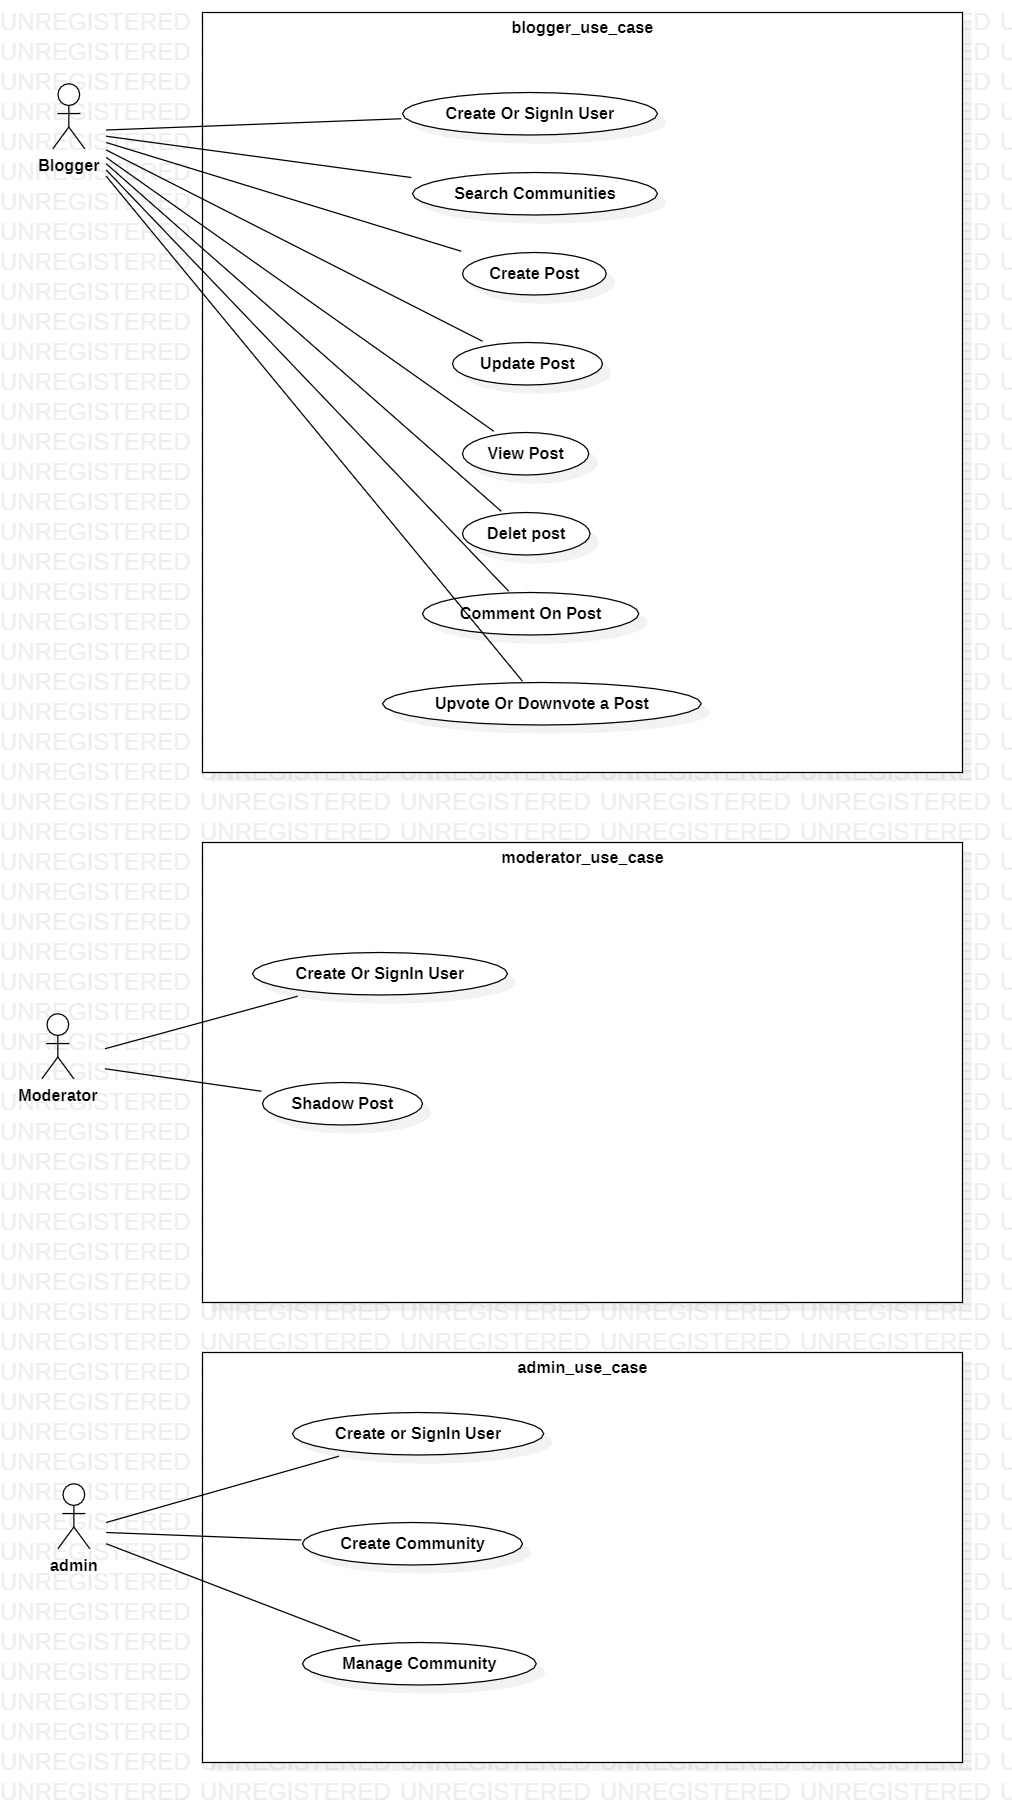 blogger_use_case
Create Or SignIn User
Blogger
Search Communities
Create Post
Update Post
View Post
Delet post
Comment On Post
Upvote Or Downvote a Post
moderator_use_case
Create Or SignIn User
Moderator
Shadow Post
admin_use_case
Create or SignIn User
Create Community
admin
Manage Community
UNREGISTERED